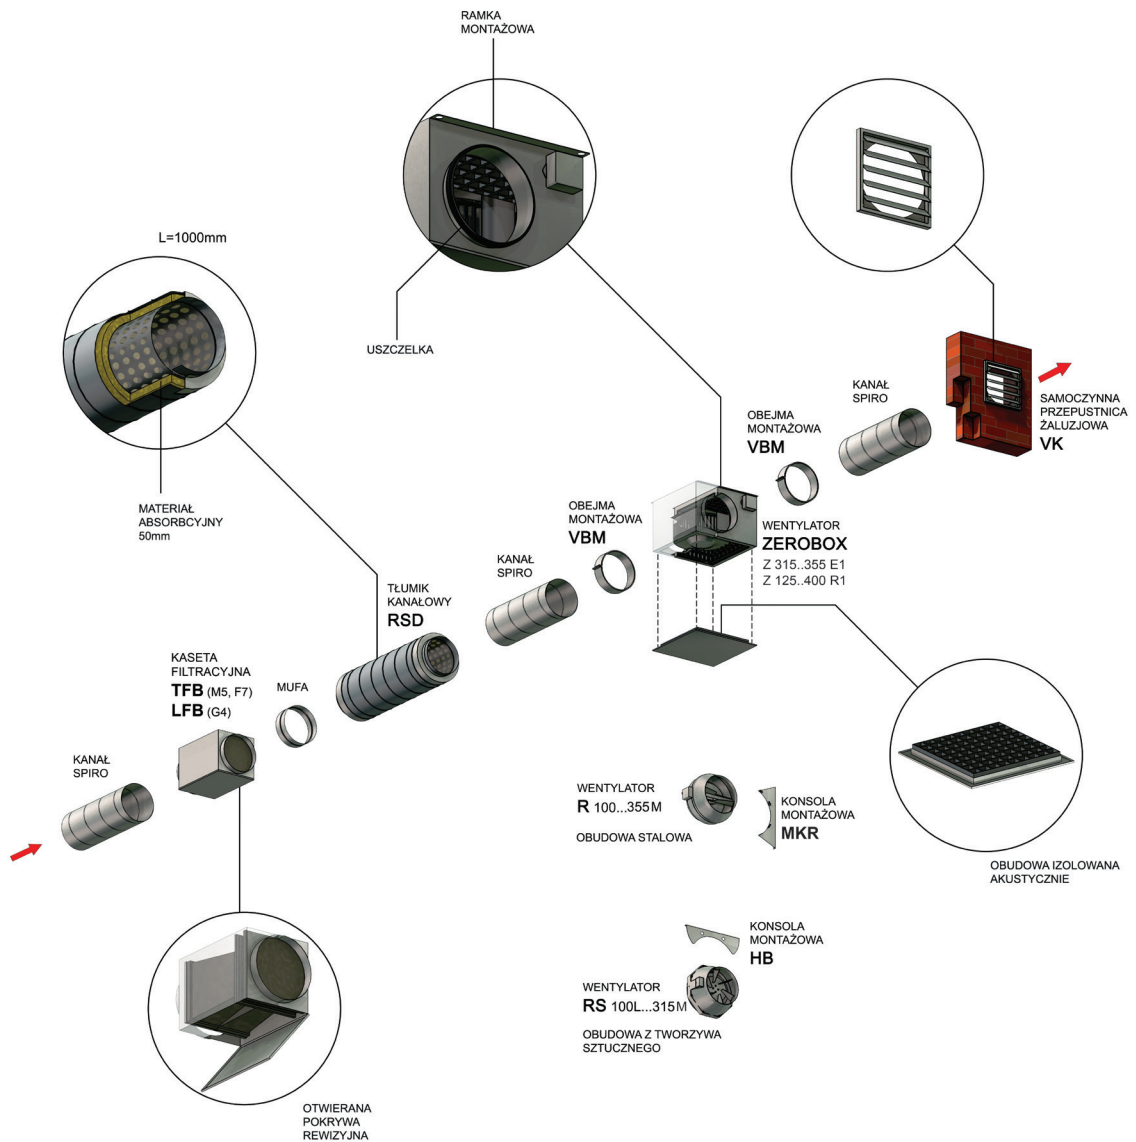 RAMKA
MONTAŻOWA
L=1000mm
USZCZELKA
MATERIAŁ
ABSORBCYJNY
50mm
KANAŁ
SPIRO
SAMOCZYNNA
PRZEPUSTNICA
ŻALUZJOWA
VK
OBEJMA
MONTAŻOWA
VBM
OBEJMA
MONTAŻOWA
VBM
WENTYLATOR
ZEROBOX
Z 315..355 E1
Z 125..400 R1
KANAŁ
SPIRO
TŁUMIK
KANAŁOWY
RSD
KASETA
FILTRACYJNA
TFB (M5, F7)
LFB (G4)
MUFA
KANAŁ
SPIRO
WENTYLATOR
R 100...355M
OBUDOWA STALOWA
KONSOLA
MONTAŻOWA
MKR
OBUDOWA IZOLOWANA
AKUSTYCZNIE
KONSOLA
MONTAŻOWA
HB
WENTYLATOR
RS 100L...315M
OBUDOWA Z TWORZYWA
SZTUCZNEGO
OTWIERANA
POKRYWA
REWIZYJNA